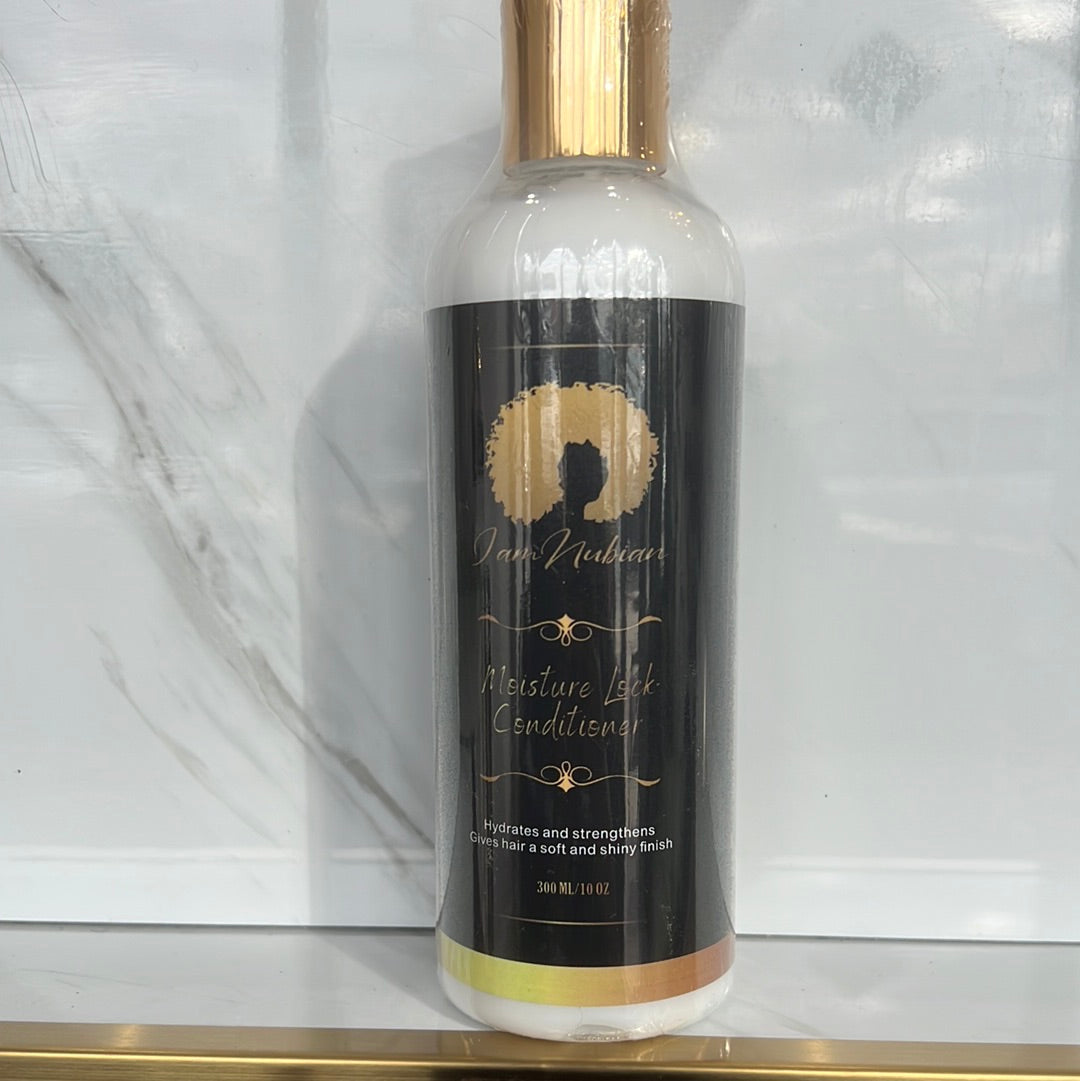 I am Nubian
Moisture Lock-
Conditioner
Hydrates and strengthens
Gives hair a soft and shiny finish
300 ML/10 OZ